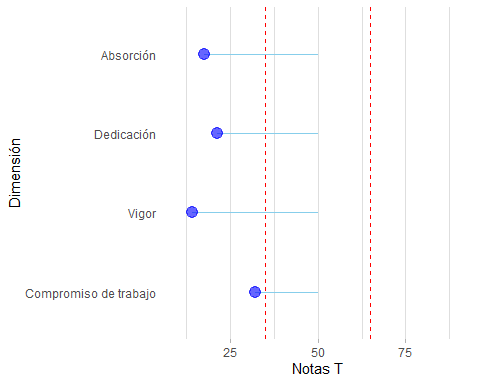 Absorción
Dedicación
Vigor
Compromiso de trabajo
Dimensión
25 50 75
Notas T